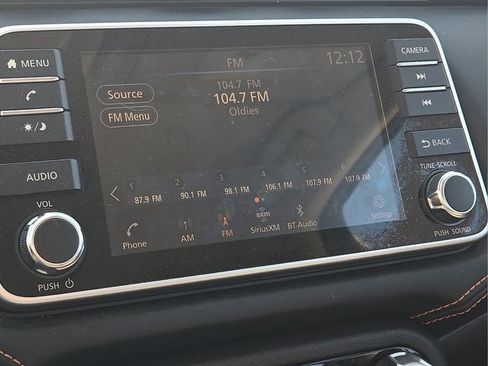 MENU
FM
12:12
CAMERA
Source
104.7 FM
104.7 FM
Oldies
FM Menu
BACK
AUDIO
TUNE·SCROLL
VOL
1 2 3 4 5 6
87.9 FM 90.1 FM 98.1 FM 106.1 FM 107.9 FM 107.9 FM
Phone AM FM SiriusXM BT Audio Settings
sxm
PUSH
PUSH SOUND